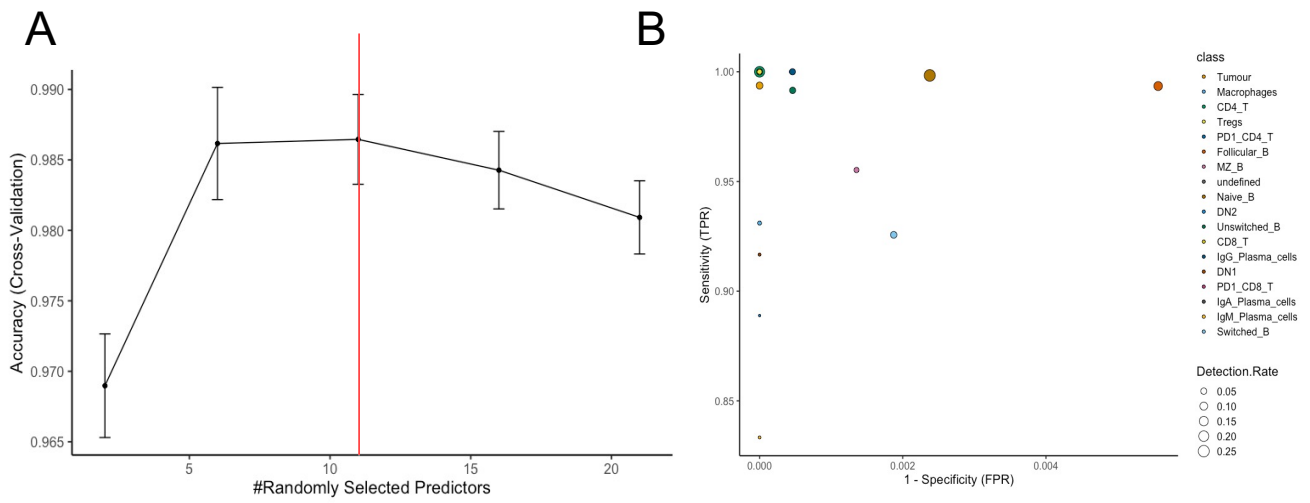 A
B
Accuracy (Cross-Validation)
0.990
0.985
0.980
0.975
0.970
0.965
5
10
15
20
#Randomly Selected Predictors
Sensitivity (TPR)
1.00
0.95
0.90
0.85
0.000
0.002
0.004
1 - Specificity (FPR)
class
Tumour
Macrophages
CD4_T
Tregs
PD1_CD4_T
Follicular_B
MZ_B
undefined
Naive_B
DN2
Unswitched_B
CD8_T
IgG_Plasma_cells
DN1
PD1_CD8_T
IgA_Plasma_cells
IgM_Plasma_cells
Switched_B
Detection.Rate
0.05
0.10
0.15
0.20
0.25